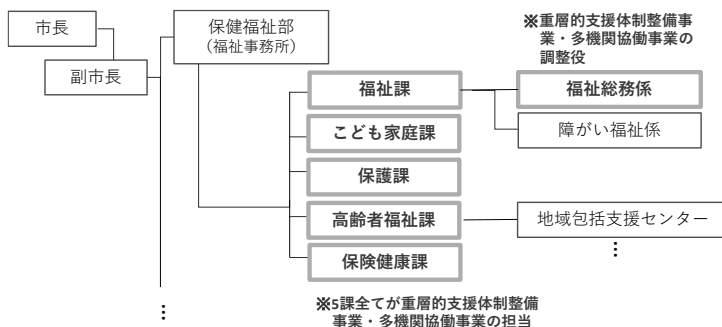 市長
副市長
保健福祉部
（福祉事務所）
※重層的支援体制整備事
業・多機関協働事業の
調整役
福祉課
福祉総務係
障がい福祉係
こども家庭課
保護課
高齢者福祉課
地域包括支援センター
…
保険健康課
…
※5課全てが重層的支援体制整備
事業・多機関協働事業の担当